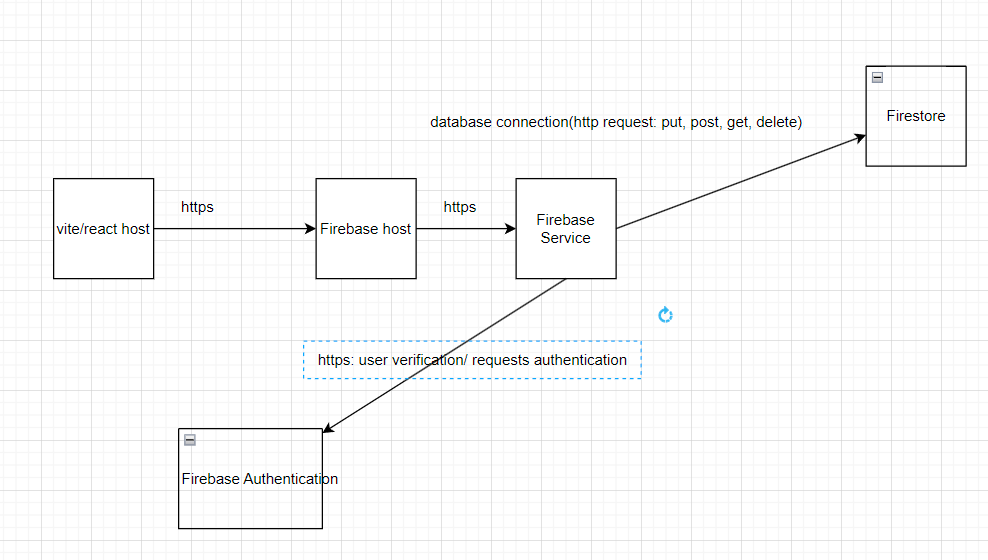 database connection(http request: put, post, get, delete)
Firestore
https
https
vite/react host
Firebase host
Firebase
Service
https: user verification/ requests authentication
Firebase Authentication